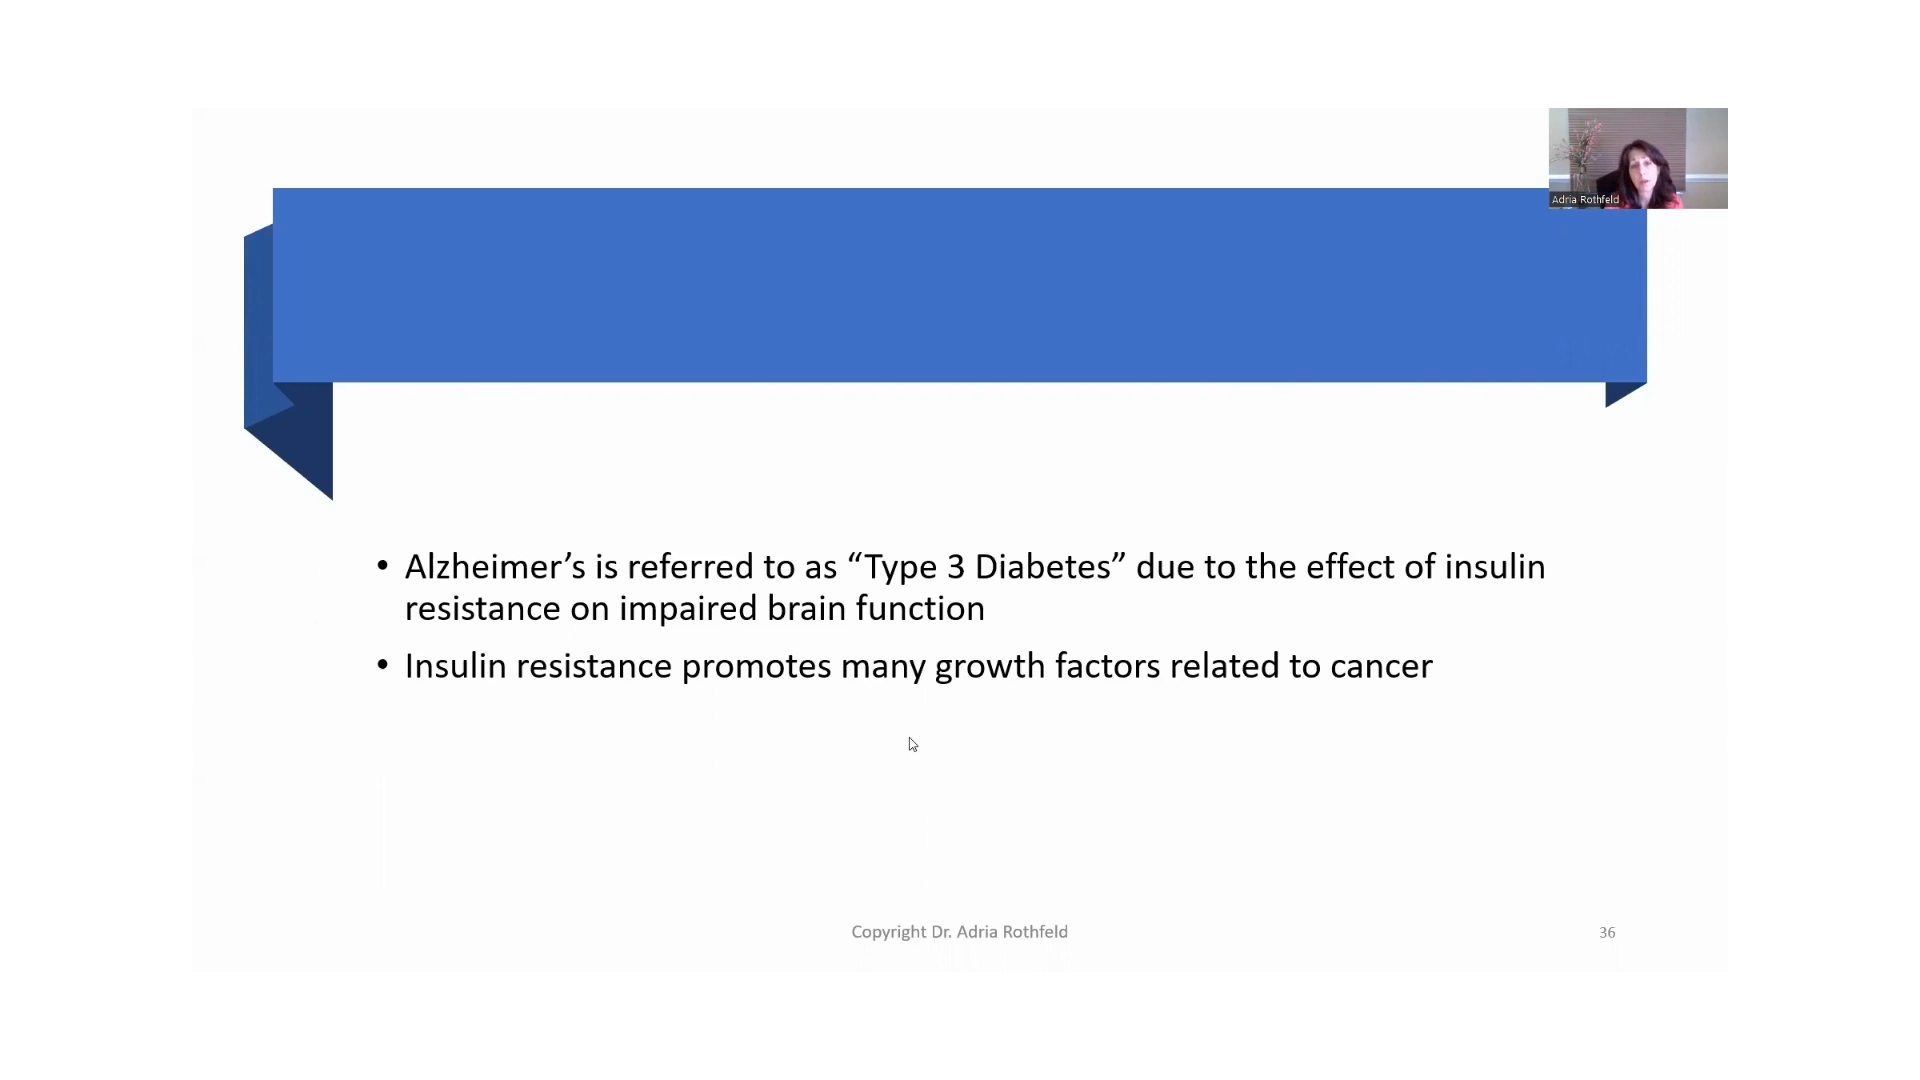 Adria Rothfeld
• Alzheimer’s is referred to as “Type 3 Diabetes” due to the effect of insulin
resistance on impaired brain function
• Insulin resistance promotes many growth factors related to cancer
Copyright Dr. Adria Rothfeld
36